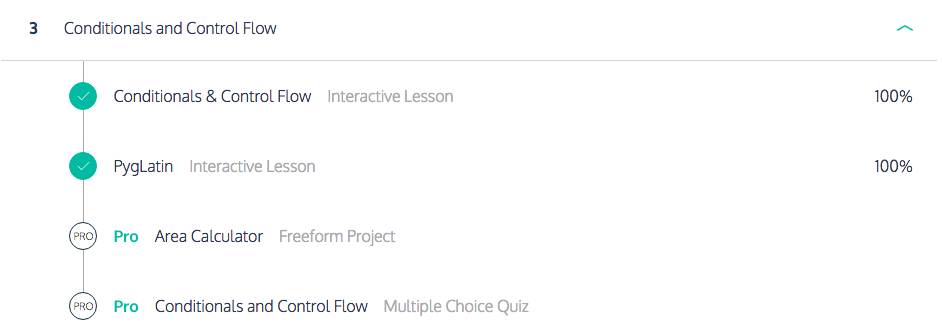 3 Conditionals and Control Flow
Conditionals & Control Flow Interactive Lesson 100%
PygLatin Interactive Lesson 100%
PRO Pro Area Calculator Freeform Project
PRO Pro Conditionals and Control Flow Multiple Choice Quiz